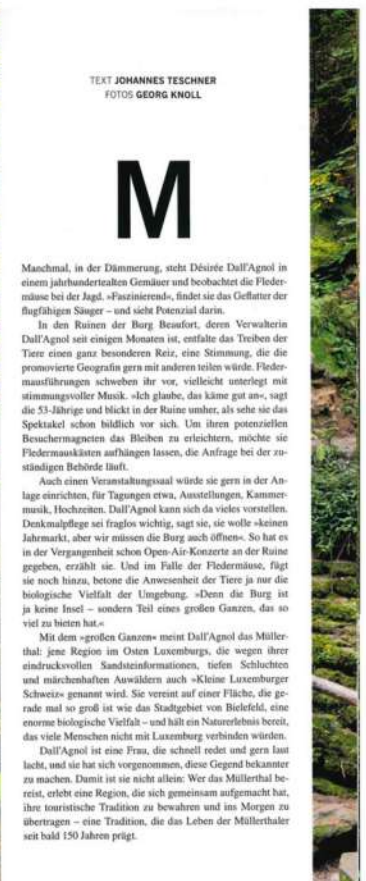 TEXT JOHANNES TESCHNER
FOTOS GEORG KNOLL
M
Manchmal, in der Dämmerung, steht Désirée Dall'Agnol in
einem jahrhundertealten Gemäuer und beobachtet die Fleder-
mäuse bei der Jagd. »Faszinierend«, findet sie das Geflatter der
flugfähigen Säuger – und sieht Potenzial darin.
In den Ruinen der Burg Beaufort, deren Verwalterin
Dall'Agnol seit einigen Monaten ist, entfalte das Treiben der
Tiere einen ganz besonderen Reiz, eine Stimmung, die die
promovierte Geografin gern mit anderen teilen würde. Fleder-
mausführungen schweben ihr vor, vielleicht unterlegt mit
stimmungsvoller Musik. »Ich glaube, das käme gut an«, sagt
die 53-Jährige und blickt in der Ruine umher, als sehe sie das
Spektakel schon bildlich vor sich. Um ihren potenziellen
Besuchermagneten das Bleiben zu erleichtern, möchte sie
Fledermauskästen aufhängen lassen, die Anfrage bei der zu-
ständigen Behörde läuft.
Auch einen Veranstaltungssaal würde sie gern in der An-
lage einrichten, für Tagungen etwa, Ausstellungen, Kammer-
musik, Hochzeiten. Dall'Agnol kann sich da vieles vorstellen.
Denkmalpflege sei fraglos wichtig, sagt sie, sie wolle »keinen
Jahrmarkt, aber wir müssen die Burg auch öffnen«. So hat es
in der Vergangenheit schon Open-Air-Konzerte an der Ruine
gegeben, erzählt sie. Und im Falle der Fledermäuse, fügt
sie noch hinzu, betone die Anwesenheit der Tiere ja nur die
biologische Vielfalt der Umgebung. »Denn die Burg ist
ja keine Insel – sondern Teil eines großen Ganzen, das so
viel zu bieten hat.«
Mit dem »großen Ganzen« meint Dall'Agnol das Müller-
thal: jene Region im Osten Luxemburgs, die wegen ihrer
eindrucksvollen Sandsteinformationen, tiefen Schluchten
und märchenhaften Auwäldern auch »Kleine Luxemburger
Schweiz« genannt wird. Sie vereint auf einer Fläche, die ge-
rade mal so groß ist wie das Stadtgebiet von Bielefeld, eine
enorme biologische Vielfalt – und hält ein Naturerlebnis bereit,
das viele Menschen nicht mit Luxemburg verbinden würden.
Dall'Agnol ist eine Frau, die schnell redet und gern laut
lacht, und sie hat sich vorgenommen, diese Gegend bekannter
zu machen. Damit ist sie nicht allein: Wer das Müllerthal be-
reist, erlebt eine Region, die sich gemeinsam aufgemacht hat,
ihre touristische Tradition zu bewahren und ins Morgen zu
übertragen – eine Tradition, die das Leben der Müllerthaler
seit bald 150 Jahren prägt.